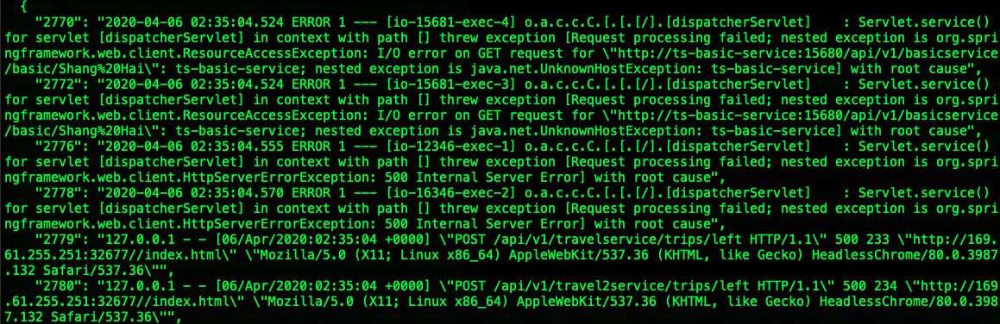 {
"2770": "2020-04-06 02:35:04.524 ERROR 1 --- [io-15681-exec-4] o.a.c.c.C.[.[.[/].[dispatcherServlet]    : Servlet.service()
for servlet [dispatcherServlet] in context with path [] threw exception [Request processing failed; nested exception is org.spri
ngframework.web.client.ResourceAccessException: I/O error on GET request for \"http://ts-basic-service:15680/api/v1/basicservice
/basic/Shang%20Hai\": ts-basic-service; nested exception is java.net.UnknownHostException: ts-basic-service] with root cause",
"2772": "2020-04-06 02:35:04.524 ERROR 1 --- [io-15681-exec-3] o.a.c.c.C.[.[.[/].[dispatcherServlet]    : Servlet.service()
for servlet [dispatcherServlet] in context with path [] threw exception [Request processing failed; nested exception is org.spri
ngframework.web.client.ResourceAccessException: I/O error on GET request for \"http://ts-basic-service:15680/api/v1/basicservice
/basic/Shang%20Hai\": ts-basic-service; nested exception is java.net.UnknownHostException: ts-basic-service] with root cause",
"2776": "2020-04-06 02:35:04.555 ERROR 1 --- [io-12346-exec-1] o.a.c.c.C.[.[.[/].[dispatcherServlet]    : Servlet.service()
for servlet [dispatcherServlet] in context with path [] threw exception [Request processing failed; nested exception is org.spri
ngframework.web.client.HttpServerErrorException: 500 Internal Server Error] with root cause",
"2778": "2020-04-06 02:35:04.570 ERROR 1 --- [io-16346-exec-2] o.a.c.c.C.[.[.[/].[dispatcherServlet]    : Servlet.service()
for servlet [dispatcherServlet] in context with path [] threw exception [Request processing failed; nested exception is org.spri
ngframework.web.client.HttpServerErrorException: 500 Internal Server Error] with root cause",
"2779": "127.0.0.1 - - [06/Apr/2020:02:35:04 +0000] \"POST /api/v1/travelservice/trips/left HTTP/1.1\" 500 233 \"http://169.
61.255.251:32677//index.html\" \"Mozilla/5.0 (X11; Linux x86_64) AppleWebKit/537.36 (KHTML, like Gecko) HeadlessChrome/80.0.3987
.132 Safari/537.36\"",
"2780": "127.0.0.1 - - [06/Apr/2020:02:35:04 +0000] \"POST /api/v1/travel2service/trips/left HTTP/1.1\" 500 234 \"http://169
.61.255.251:32677//index.html\" \"Mozilla/5.0 (X11; Linux x86_64) AppleWebKit/537.36 (KHTML, like Gecko) HeadlessChrome/80.0.398
7.132 Safari/537.36\"",